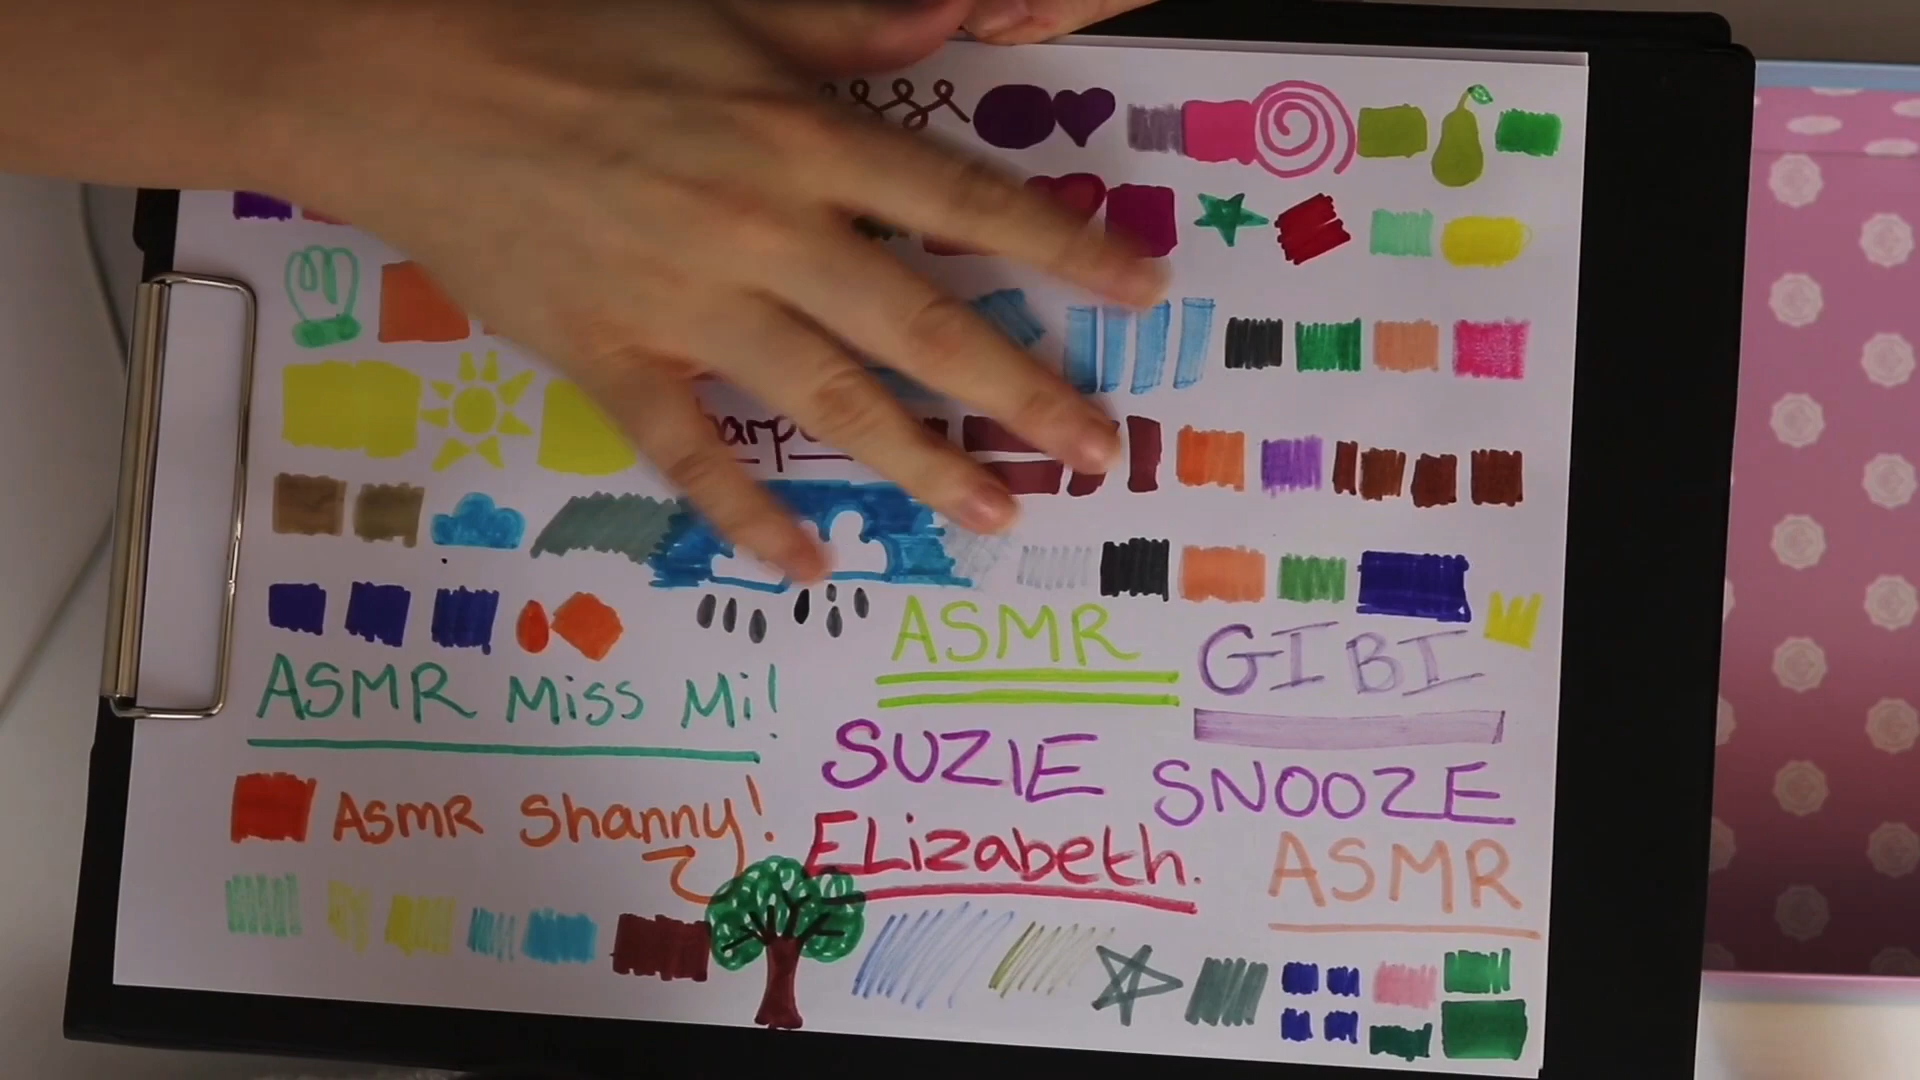 ASMR
GIBI
ASMR Miss Mi!
SUZIE SNOOZE
ASMR Shanny!
ELizabeth.
ASMR